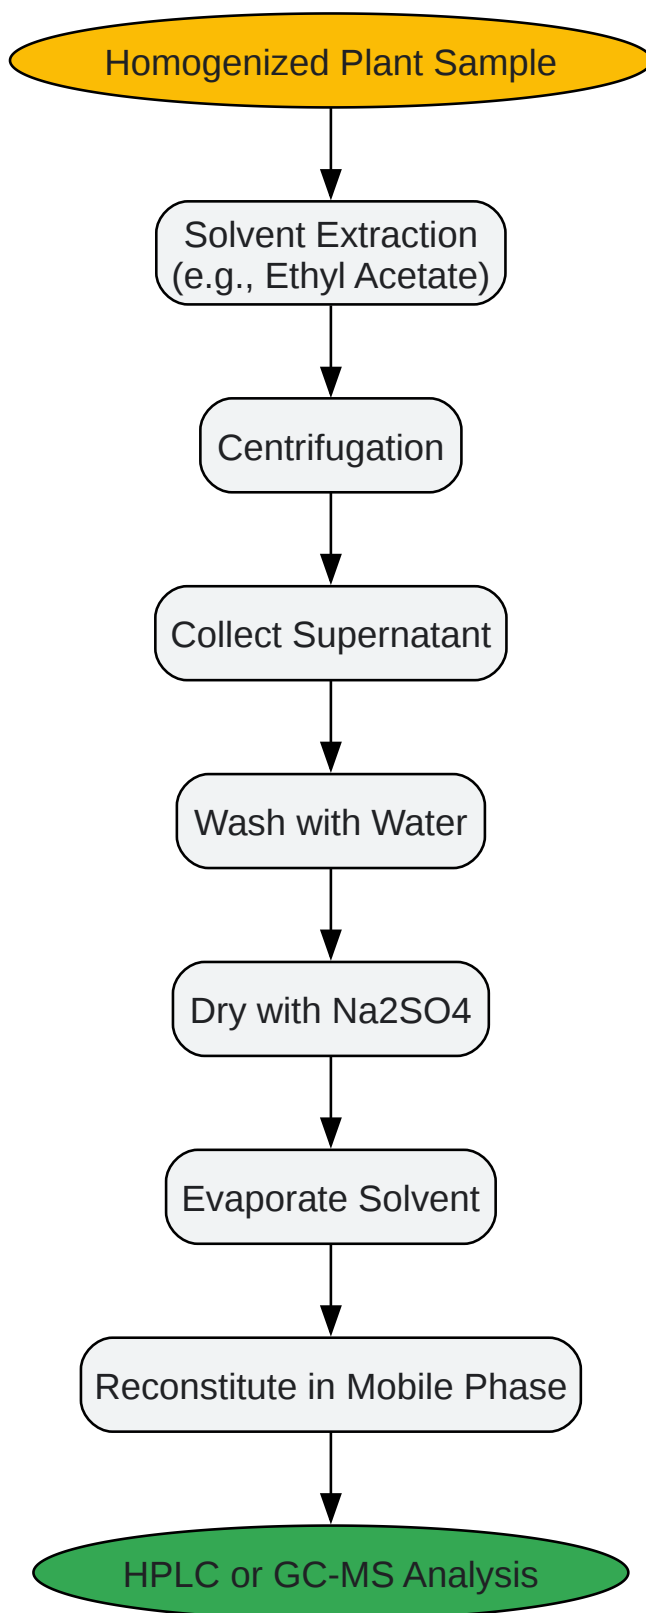 Homogenized Plant Sample
Solvent Extraction
(e.g., Ethyl Acetate)
Centrifugation
Collect Supernatant
Wash with Water
Dry with Na2SO4
Evaporate Solvent
Reconstitute in Mobile Phase
HPLC or GC-MS Analysis